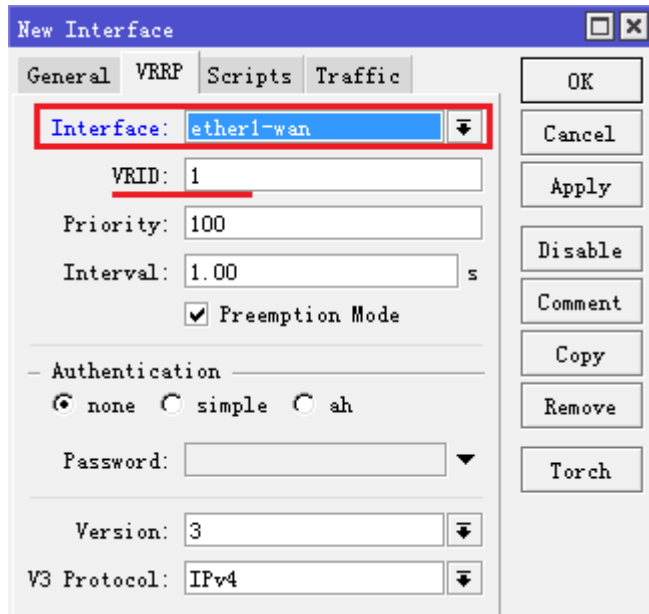 New Interface
General VRRP Scripts Traffic
OK
Interface: ether1-wan
Cancel
VRID: 1
Apply
Priority: 100
Disable
Interval: 1.00 s
Comment
Preemption Mode
Copy
Authentication
none simple ah
Remove
Password:
Torch
Version: 3
V3 Protocol: IPv4